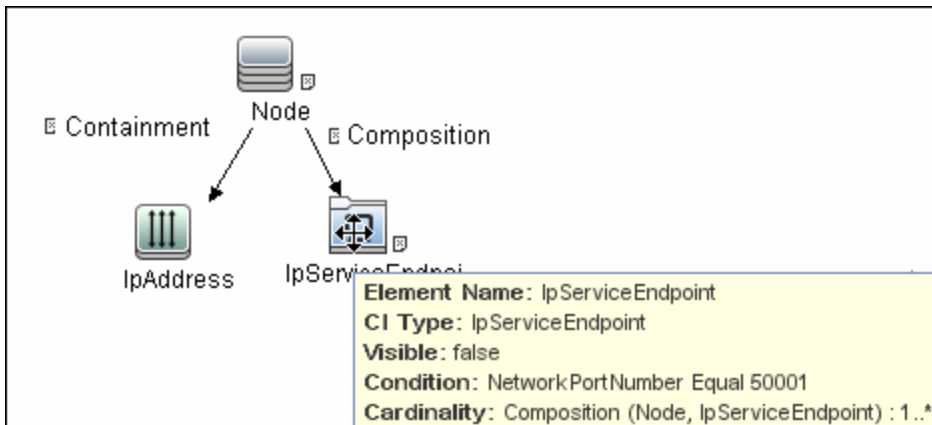 Node
Containment
Composition
IpAddress
Element Name: IpServiceEndpoint
CI Type: IpServiceEndpoint
Visible: false
Condition: NetworkPortNumber Equal 50001
Cardinality: Composition (Node, IpServiceEndpoint) : 1..*